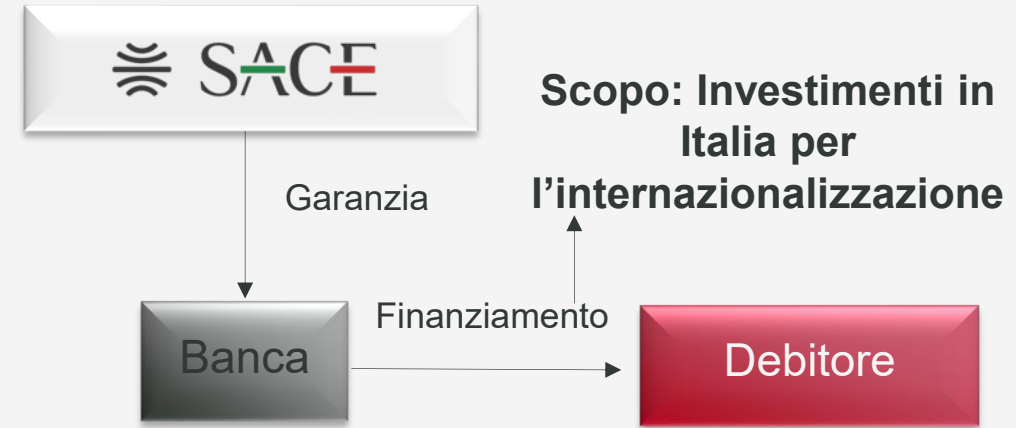 SACE
Scopo: Investimenti in
Italia per
l’internazionalizzazione
Garanzia
Finanziamento
Banca
Debitore